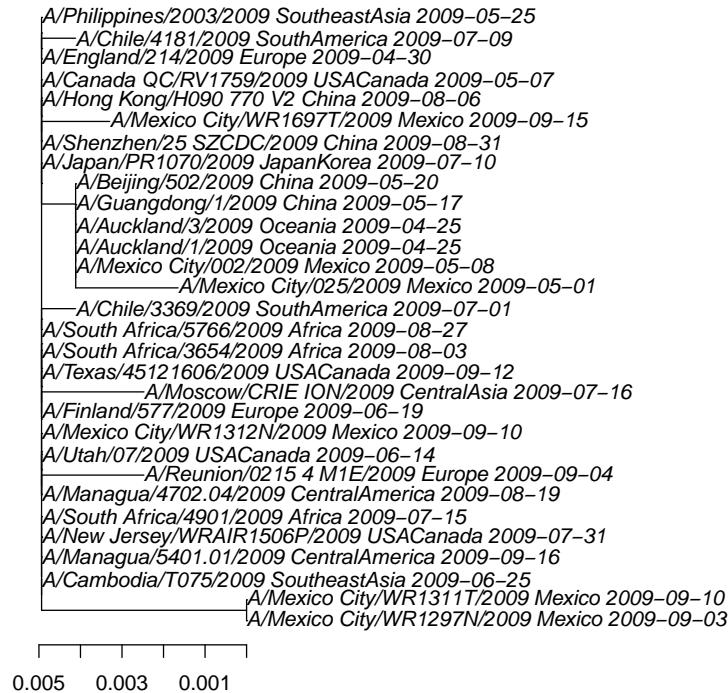 A/Philippines/2003/2009 SoutheastAsia 2009−05−25
A/Chile/4181/2009 SouthAmerica 2009−07−09
A/England/214/2009 Europe 2009−04−30
A/Canada QC/RV1759/2009 USACanada 2009−05−07
A/Hong Kong/H090 770 V2 China 2009−08−06
A/Mexico City/WR1697T/2009 Mexico 2009−09−15
A/Shenzhen/25 SZCDC/2009 China 2009−08−31
A/Japan/PR1070/2009 JapanKorea 2009−07−10
A/Beijing/502/2009 China 2009−05−20
A/Guangdong/1/2009 China 2009−05−17
A/Auckland/3/2009 Oceania 2009−04−25
A/Auckland/1/2009 Oceania 2009−04−25
A/Mexico City/002/2009 Mexico 2009−05−08
A/Mexico City/025/2009 Mexico 2009−05−01
A/Chile/3369/2009 SouthAmerica 2009−07−01
A/South Africa/5766/2009 Africa 2009−08−27
A/South Africa/3654/2009 Africa 2009−08−03
A/Texas/45121606/2009 USACanada 2009−09−12
A/Moscow/CRIE ION/2009 CentralAsia 2009−07−16
A/Finland/577/2009 Europe 2009−06−19
A/Mexico City/WR1312N/2009 Mexico 2009−09−10
A/Utah/07/2009 USACanada 2009−06−14
A/Reunion/0215 4 M1E/2009 Europe 2009−09−04
A/Managua/4702.04/2009 CentralAmerica 2009−08−19
A/South Africa/4901/2009 Africa 2009−07−15
A/New Jersey/WRAIR1506P/2009 USACanada 2009−07−31
A/Managua/5401.01/2009 CentralAmerica 2009−09−16
A/Cambodia/T075/2009 SoutheastAsia 2009−06−25
A/Mexico City/WR1311T/2009 Mexico 2009−09−10
A/Mexico City/WR1297N/2009 Mexico 2009−09−03
0.005 0.003 0.001